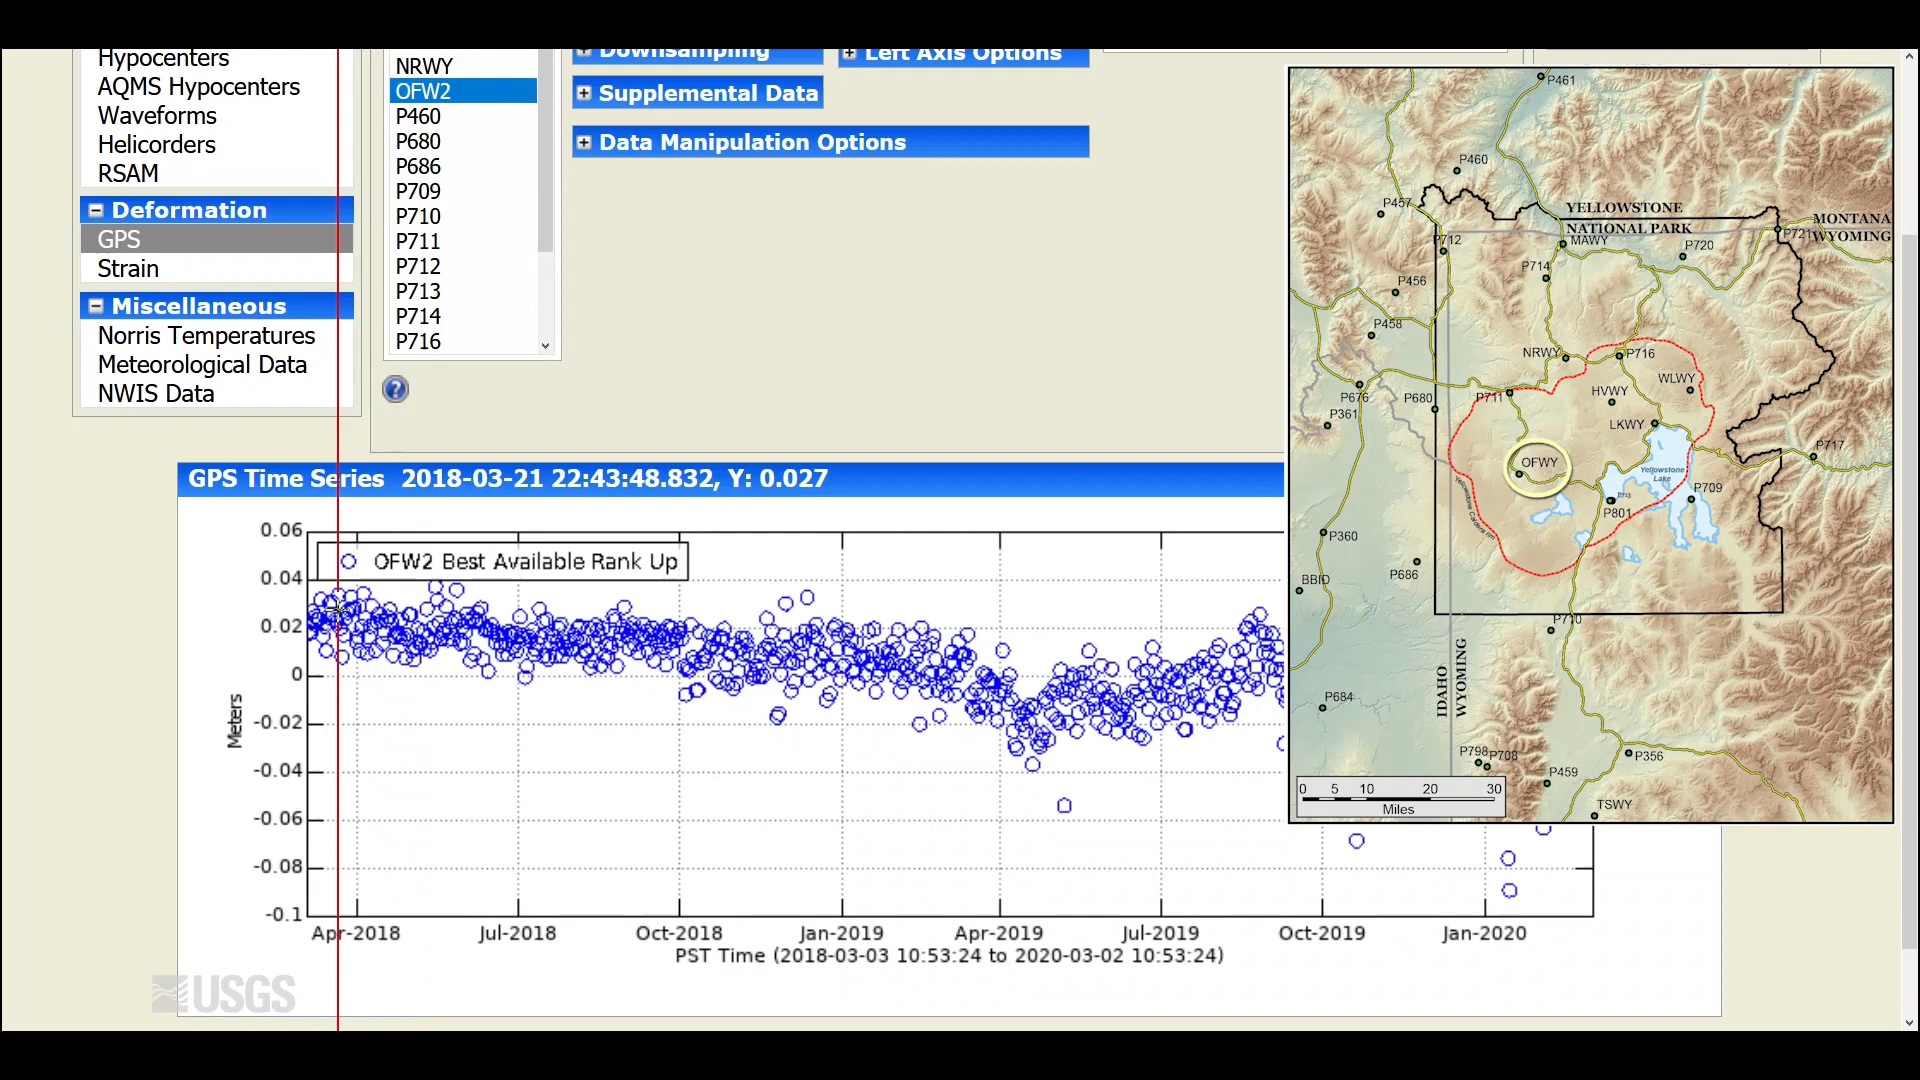 Hypocenters
AQMS Hypocenters
Waveforms
Helicorders
RSAM
Deformation
GPS
Strain
Miscellaneous
Norris Temperatures
Meteorological Data
NWIS Data
NRWY
OFW2
P460
P680
P686
P709
P710
P711
P712
P713
P714
P716
Downsampling
Left Axis Options
Supplemental Data
Data Manipulation Options
GPS Time Series 2018-03-21 22:43:48.832, Y: 0.027
OFW2 Best Available Rank Up
0.06
0.04
0.02
0
-0.02
-0.04
-0.06
-0.08
-0.1
Meters
Apr-2018
Jul-2018
Oct-2018
Jan-2019
Apr-2019
Jul-2019
Oct-2019
Jan-2020
PST Time (2018-03-03 10:53:24 to 2020-03-02 10:53:24)
USGS
P461
P460
P457
YELLOWSTONE
NATIONAL PARK
MONTANA
WYOMING
P712
MAWY
P720
P721
P714
P456
P458
NRWY
P716
WLWY
P676
P680
P711
HVWY
P361
LKWY
P717
OFWY
Yellowstone
Lake
Yellowstone Caldera rim
P709
P713
P801
P360
P686
BBID
P710
IDAHO
WYOMING
P684
P798
P708
P356
P459
TSWY
0 5 10 20 30
Miles